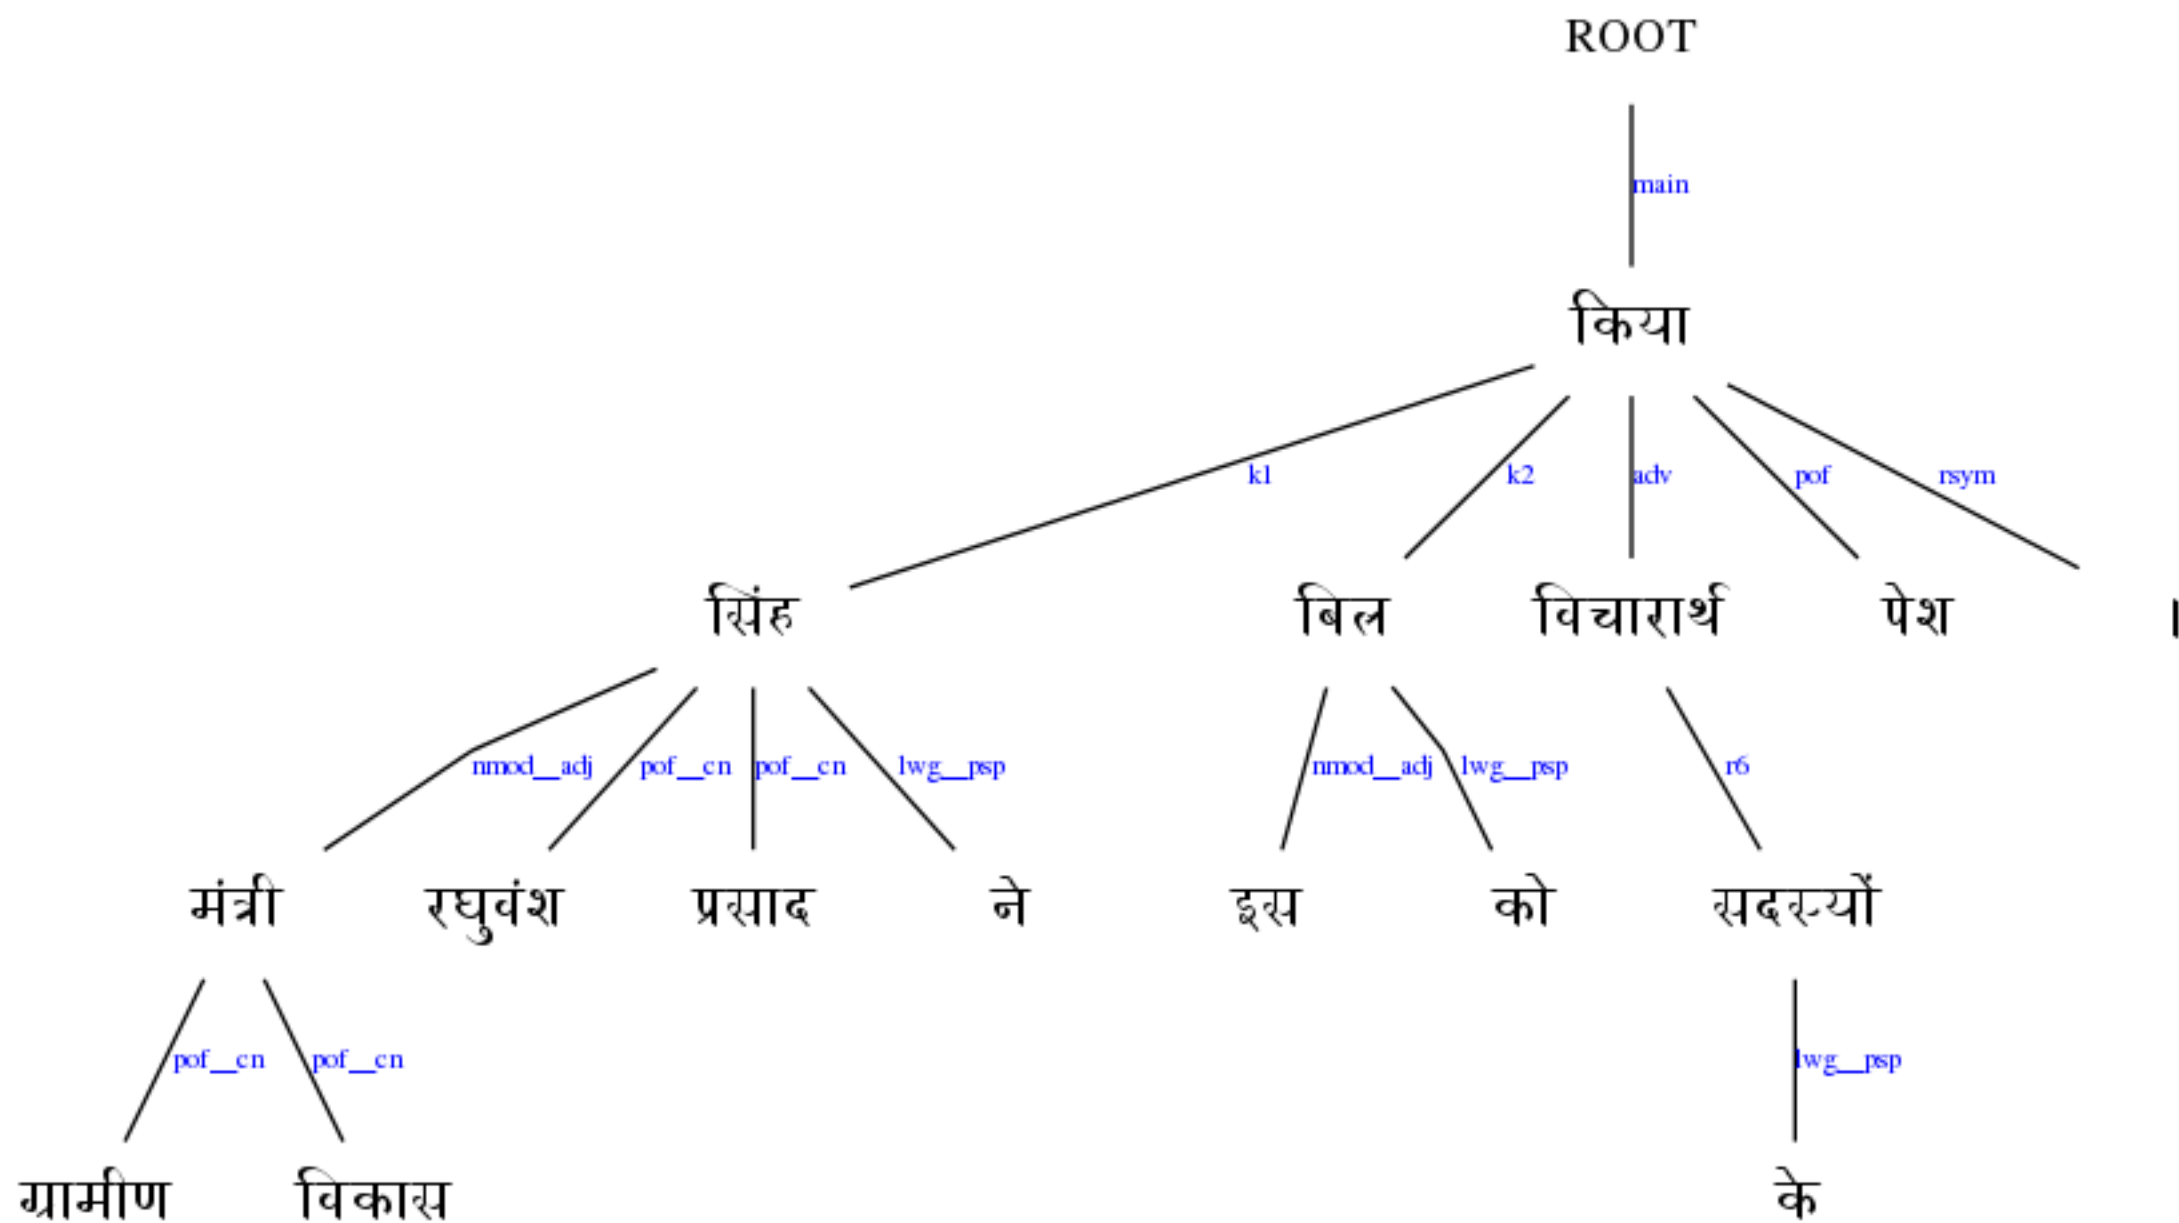 ROOT
main
किया
k1 k2 adv pof rsym
सिंह बिल विचारार्थ पेश ।
nmod__adj pof__cn pof__cn lwg__psp nmod__adj lwg__psp r6
मंत्री रघुवंश प्रसाद ने इस को सदस्यों
pof__cn pof__cn lwg__psp
ग्रामीण विकास के